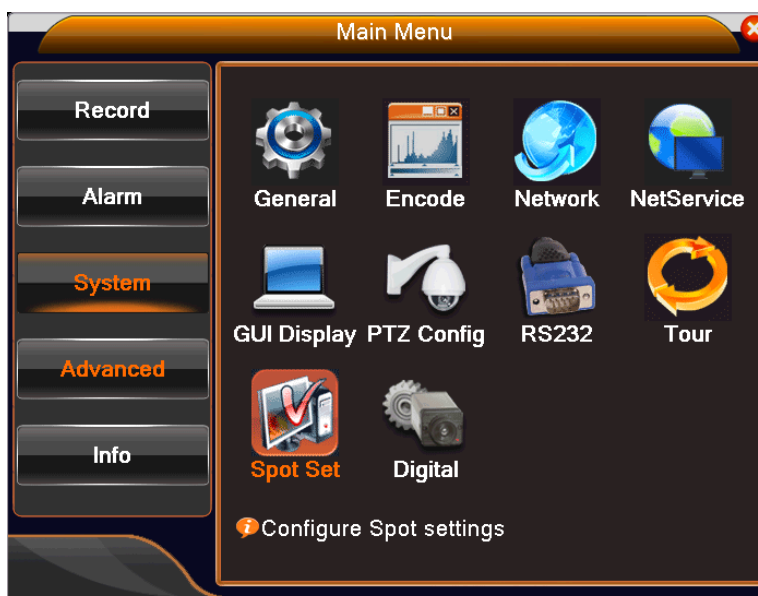 Main Menu
Record
Alarm
System
Advanced
Info
General Encode Network NetService
GUI Display PTZ Config RS232 Tour
Spot Set Digital
Configure Spot settings